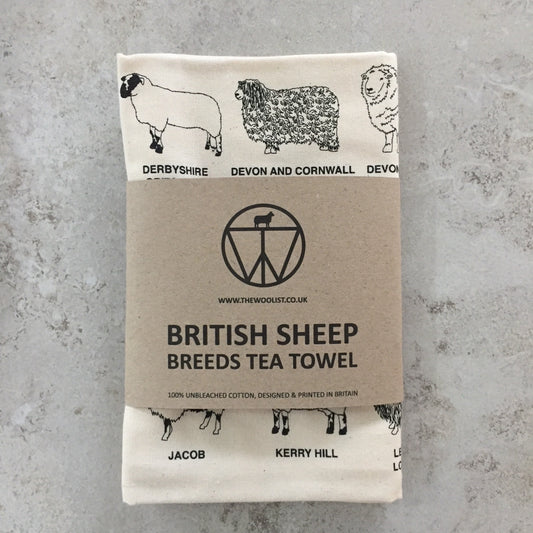 DERBYSHIRE
DEVON AND CORNWALL
WWW.THEWOOLIST.CO.UK
BRITISH SHEEP
BREEDS TEA TOWEL
100% UNBLEACHED COTTON, DESIGNED & PRINTED IN BRITAIN
JACOB
KERRY HILL